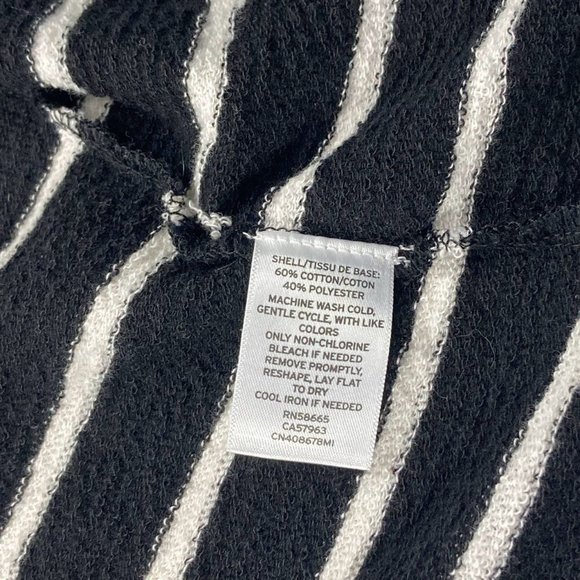 SHELL/TISSU DE BASE:
60% COTTON/COTON
40% POLYESTER
MACHINE WASH COLD,
GENTLE CYCLE, WITH LIKE
COLORS
ONLY NON-CHLORINE
BLEACH IF NEEDED
REMOVE PROMPTLY,
RESHAPE, LAY FLAT
TO DRY
COOL IRON IF NEEDED
RN58665
CA57963
CN408678MI